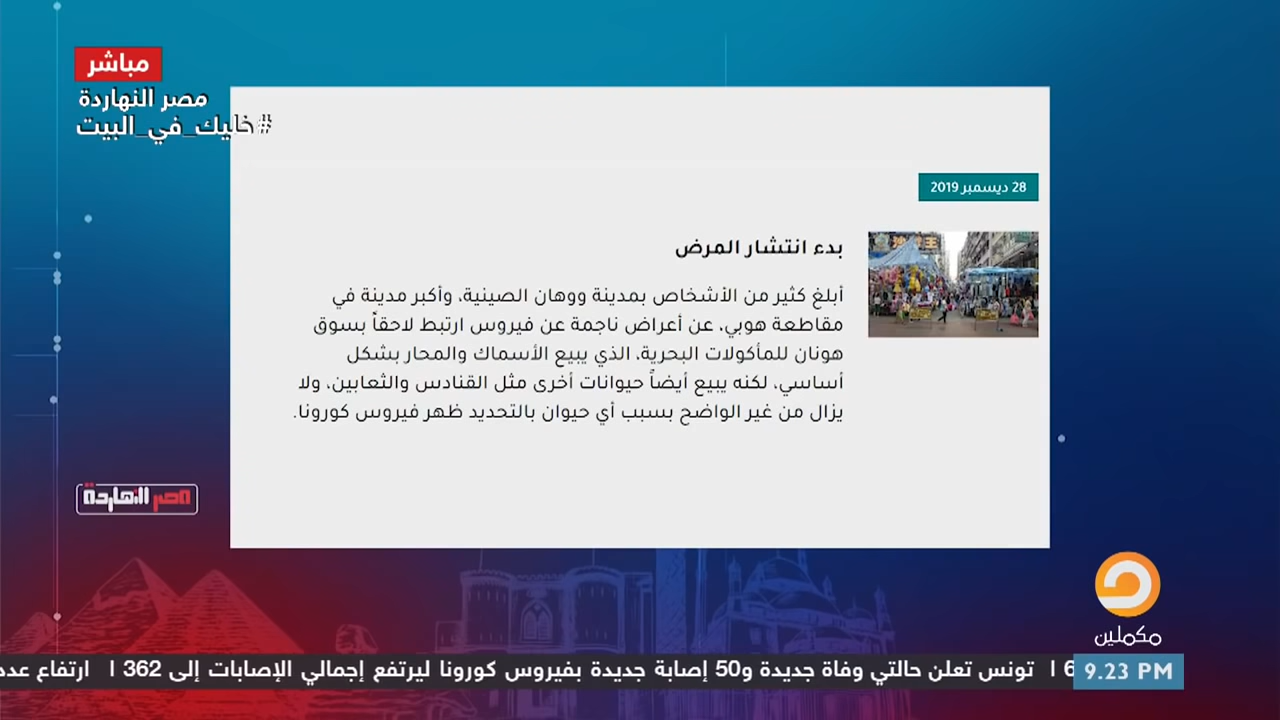 مباشر
مصر النهاردة
#خليك_في_البيت
28 ديسمبر 2019
بدء انتشار المرض
أبلغ كثير من الأشخاص بمدينة ووهان الصينية، وأكبر مدينة في
مقاطعة هوبي، عن أعراض ناجمة عن فيروس ارتبط لاحقاً بسوق
هونان للمأكولات البحرية، الذي يبيع الأسماك والمحار بشكل
أساسي، لكنه يبيع أيضاً حيوانات أخرى مثل القنادس والثعابين، ولا
يزال من غير الواضح بسبب أي حيوان بالتحديد ظهر فيروس كورونا.
مصر النهاردة
مكملين
9.23 PM
6 | تونس تعلن حالتي وفاة جديدة و50 إصابة جديدة بفيروس كورونا ليرتفع إجمالي الإصابات إلى 362 | ارتفاع عدد